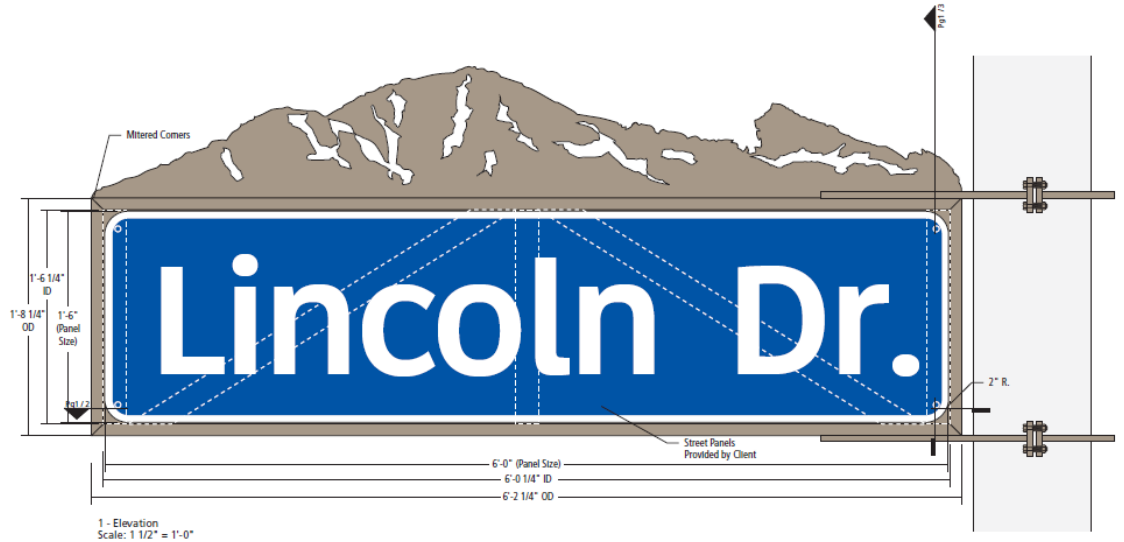 Pg1 /3
Mitered Corners
Lincoln Dr.
1'-6 1/4"
ID
1'-8 1/4"
OD
1'-6"
(Panel
Size)
Pg1 / 2
2" R.
Street Panels
Provided by Client
6'-0" (Panel Size)
6'-0 1/4" ID
6'-2 1/4" OD
1 - Elevation
Scale: 1 1/2" = 1'-0"